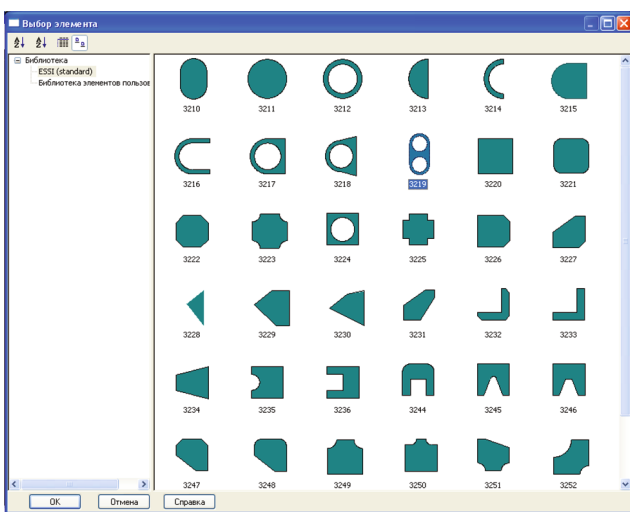 Выбор элемента
Библиотека
ESSI (standard)
Библиотека элементов пользов
3210 3211 3212 3213 3214 3215
3216 3217 3218 3219 3220 3221
3222 3223 3224 3225 3226 3227
3228 3229 3230 3231 3232 3233
3234 3235 3236 3244 3245 3246
3247 3248 3249 3250 3251 3252
OK Отмена Справка